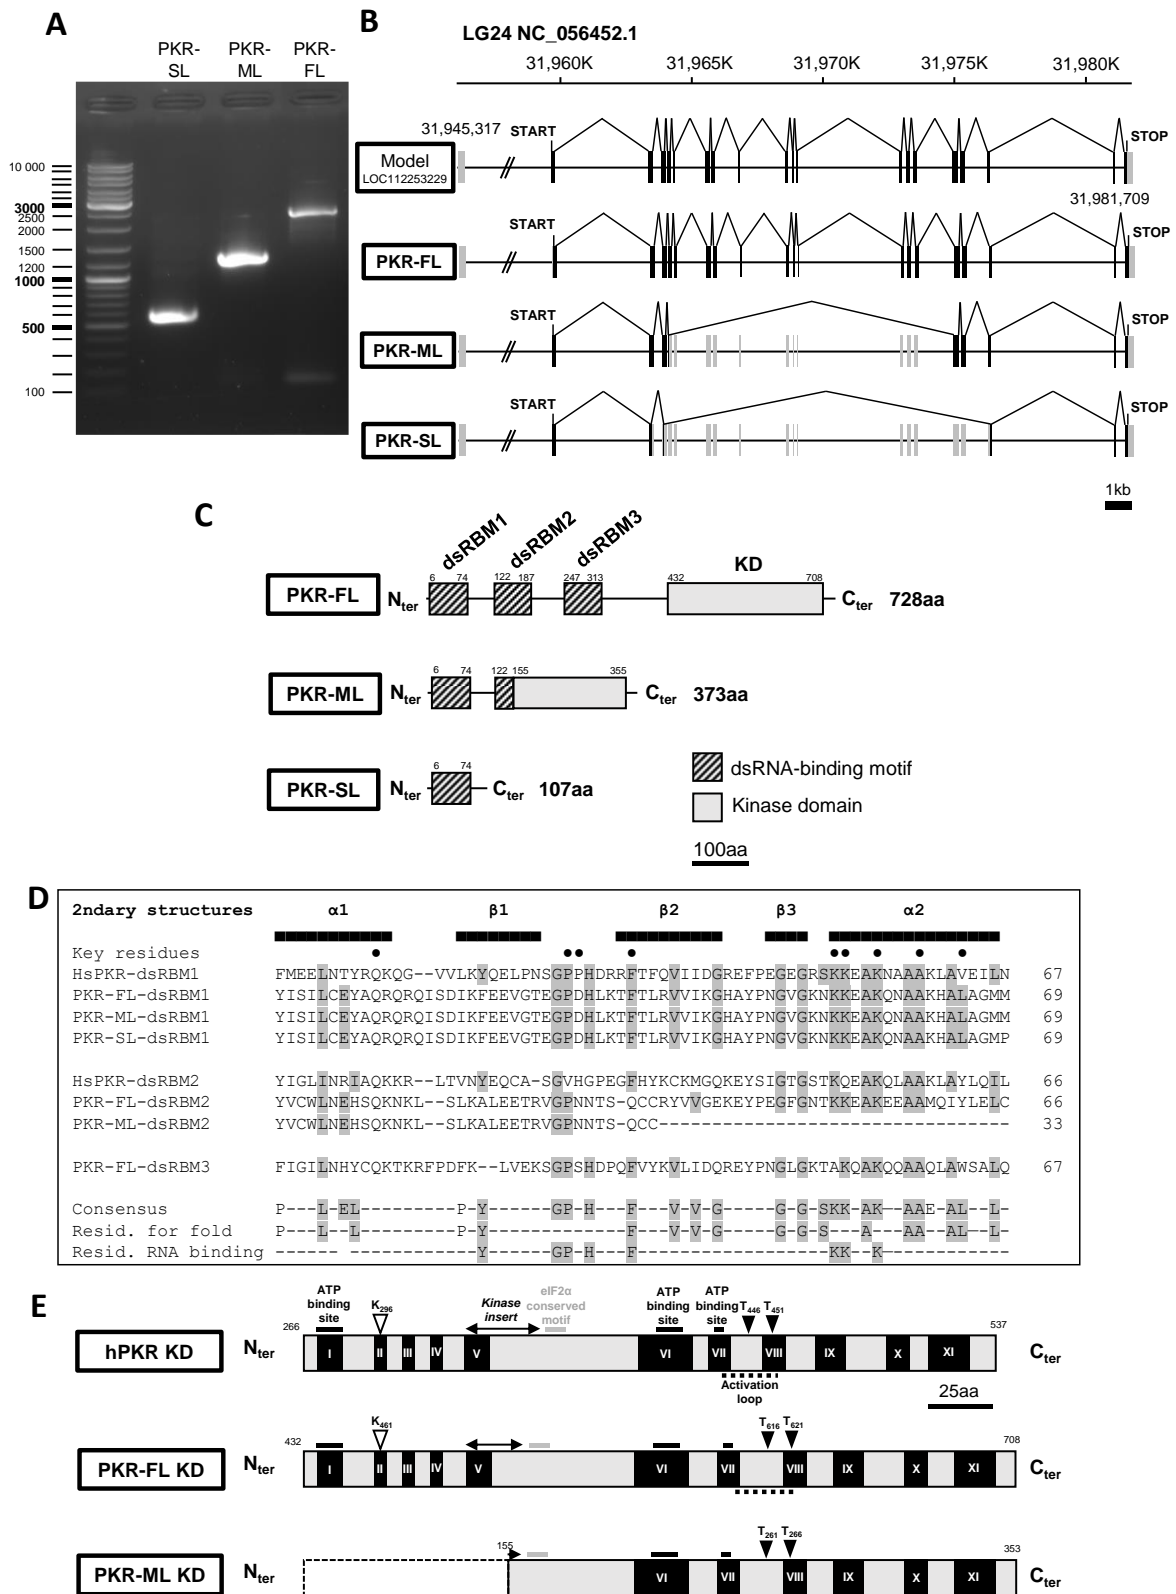 A
PKR-SL PKR-ML PKR-FL
10 000
3000
2500
2000
1500
1200
1000
500
100
B
LG24 NC_056452.1
31,960K 31,965K 31,970K 31,975K 31,980K
31,945,317 START STOP
Model
LOC112253229
31,981,709
START STOP
PKR-FL
START STOP
PKR-ML
START STOP
PKR-SL
1kb
C
dsRBM1 dsRBM2 dsRBM3 KD
6 74 122 187 247 313 432 708
PKR-FL Nter Cter 728aa
6 74 122 155 355
PKR-ML Nter Cter 373aa
6 74
PKR-SL Nter Cter 107aa
dsRNA-binding motif
Kinase domain
100aa
D
2ndary structures α1 β1 β2 β3 α2
Key residues
HsPKR-dsRBM1 FMEELNTYRQKQG--VVLKYQELPNSGPPHDRRFTFQVIIDGREFPEGEGRSKKEAKNAAAKLAVEILN 67
PKR-FL-dsRBM1 YISILCEYAQRQRQISDIKFEEVGTEGPDHLKTFTLRVVIKGHAYPNGVGKNKKEAKQNAAKHALAGMM 69
PKR-ML-dsRBM1 YISILCEYAQRQRQISDIKFEEVGTEGPDHLKTFTLRVVIKGHAYPNGVGKNKKEAKQNAAKHALAGMM 69
PKR-SL-dsRBM1 YISILCEYAQRQRQISDIKFEEVGTEGPDHLKTFTLRVVIKGHAYPNGVGKNKKEAKQNAAKHALAGMP 69
HsPKR-dsRBM2 YIGLINRIAQKKR--LTVNYEQCA-SGVHGPEGFHYKCKMGQKEYSIGTGSTKQEAKQLAAKLAYLQIL 66
PKR-FL-dsRBM2 YVCWLNEHSQKNKL-SLKALEETRVGPNNTS-QCCRYVVGEKEYPEGFGNTKKEAKEEAAMQIYLELC 66
PKR-ML-dsRBM2 YVCWLNEHSQKNKL-SLKALEETRVGPNNTS-QCC--------------------------------- 33
PKR-FL-dsRBM3 FIGILNHYCQKTKRFPDFK--LVEKSGPSHDPQFVYKVLIDQREYPNGLGKTAKQAKQQAAQLAWSALQ 67
Consensus P---L-EL---------P-Y------GP-H---F---V-V-G-----G-G-SKK-AK-AAE-AL--L-
Resid. for fold P---L--L---------P-Y-------------F---V-V-G-----G-G-S--A--AA--AL--L-
Resid. RNA binding ------ ------------Y------GP-H---F------------------KK--K------------
E
ATP binding site K296 Kinase insert eIF2α conserved motif ATP binding site ATP binding site T446 T451
266 537
hPKR KD Nter I II III IV V VI VII VIII IX X XI Cter
Activation loop
25aa
K461 T616 T621
432 708
PKR-FL KD Nter I II III IV V VI VII VIII IX X XI Cter
T261 T266
155 353
PKR-ML KD Nter VI VII VIII IX X XI Cter